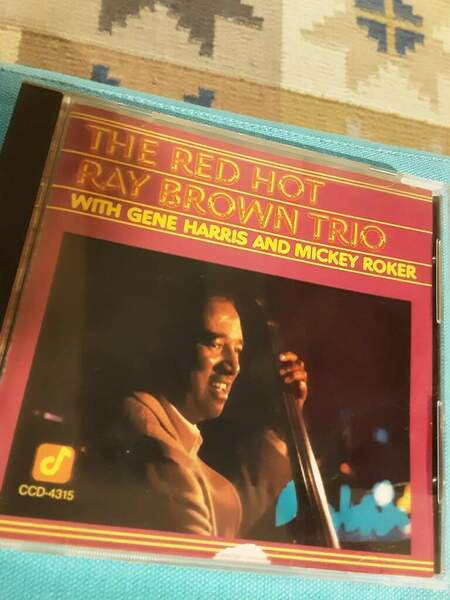 THE RED HOT
RAY BROWN TRIO
WITH GENE HARRIS AND MICKEY ROKER
CCD-4315